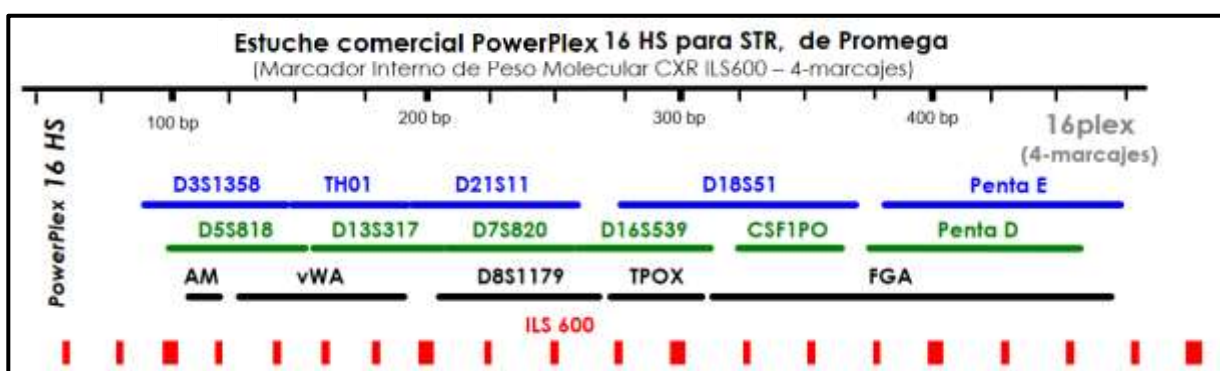 Estuche comercial PowerPlex 16 HS para STR, de Promega
(Marcador Interno de Peso Molecular CXR ILS600 – 4-marcajes)
100 bp 200 bp 300 bp 400 bp
PowerPlex 16 HS
16plex
(4-marcajes)
D3S1358 TH01 D21S11 D18S51 Penta E
D5S818 D13S317 D7S820 D16S539 CSF1PO Penta D
AM vWA D8S1179 TPOX FGA
ILS 600